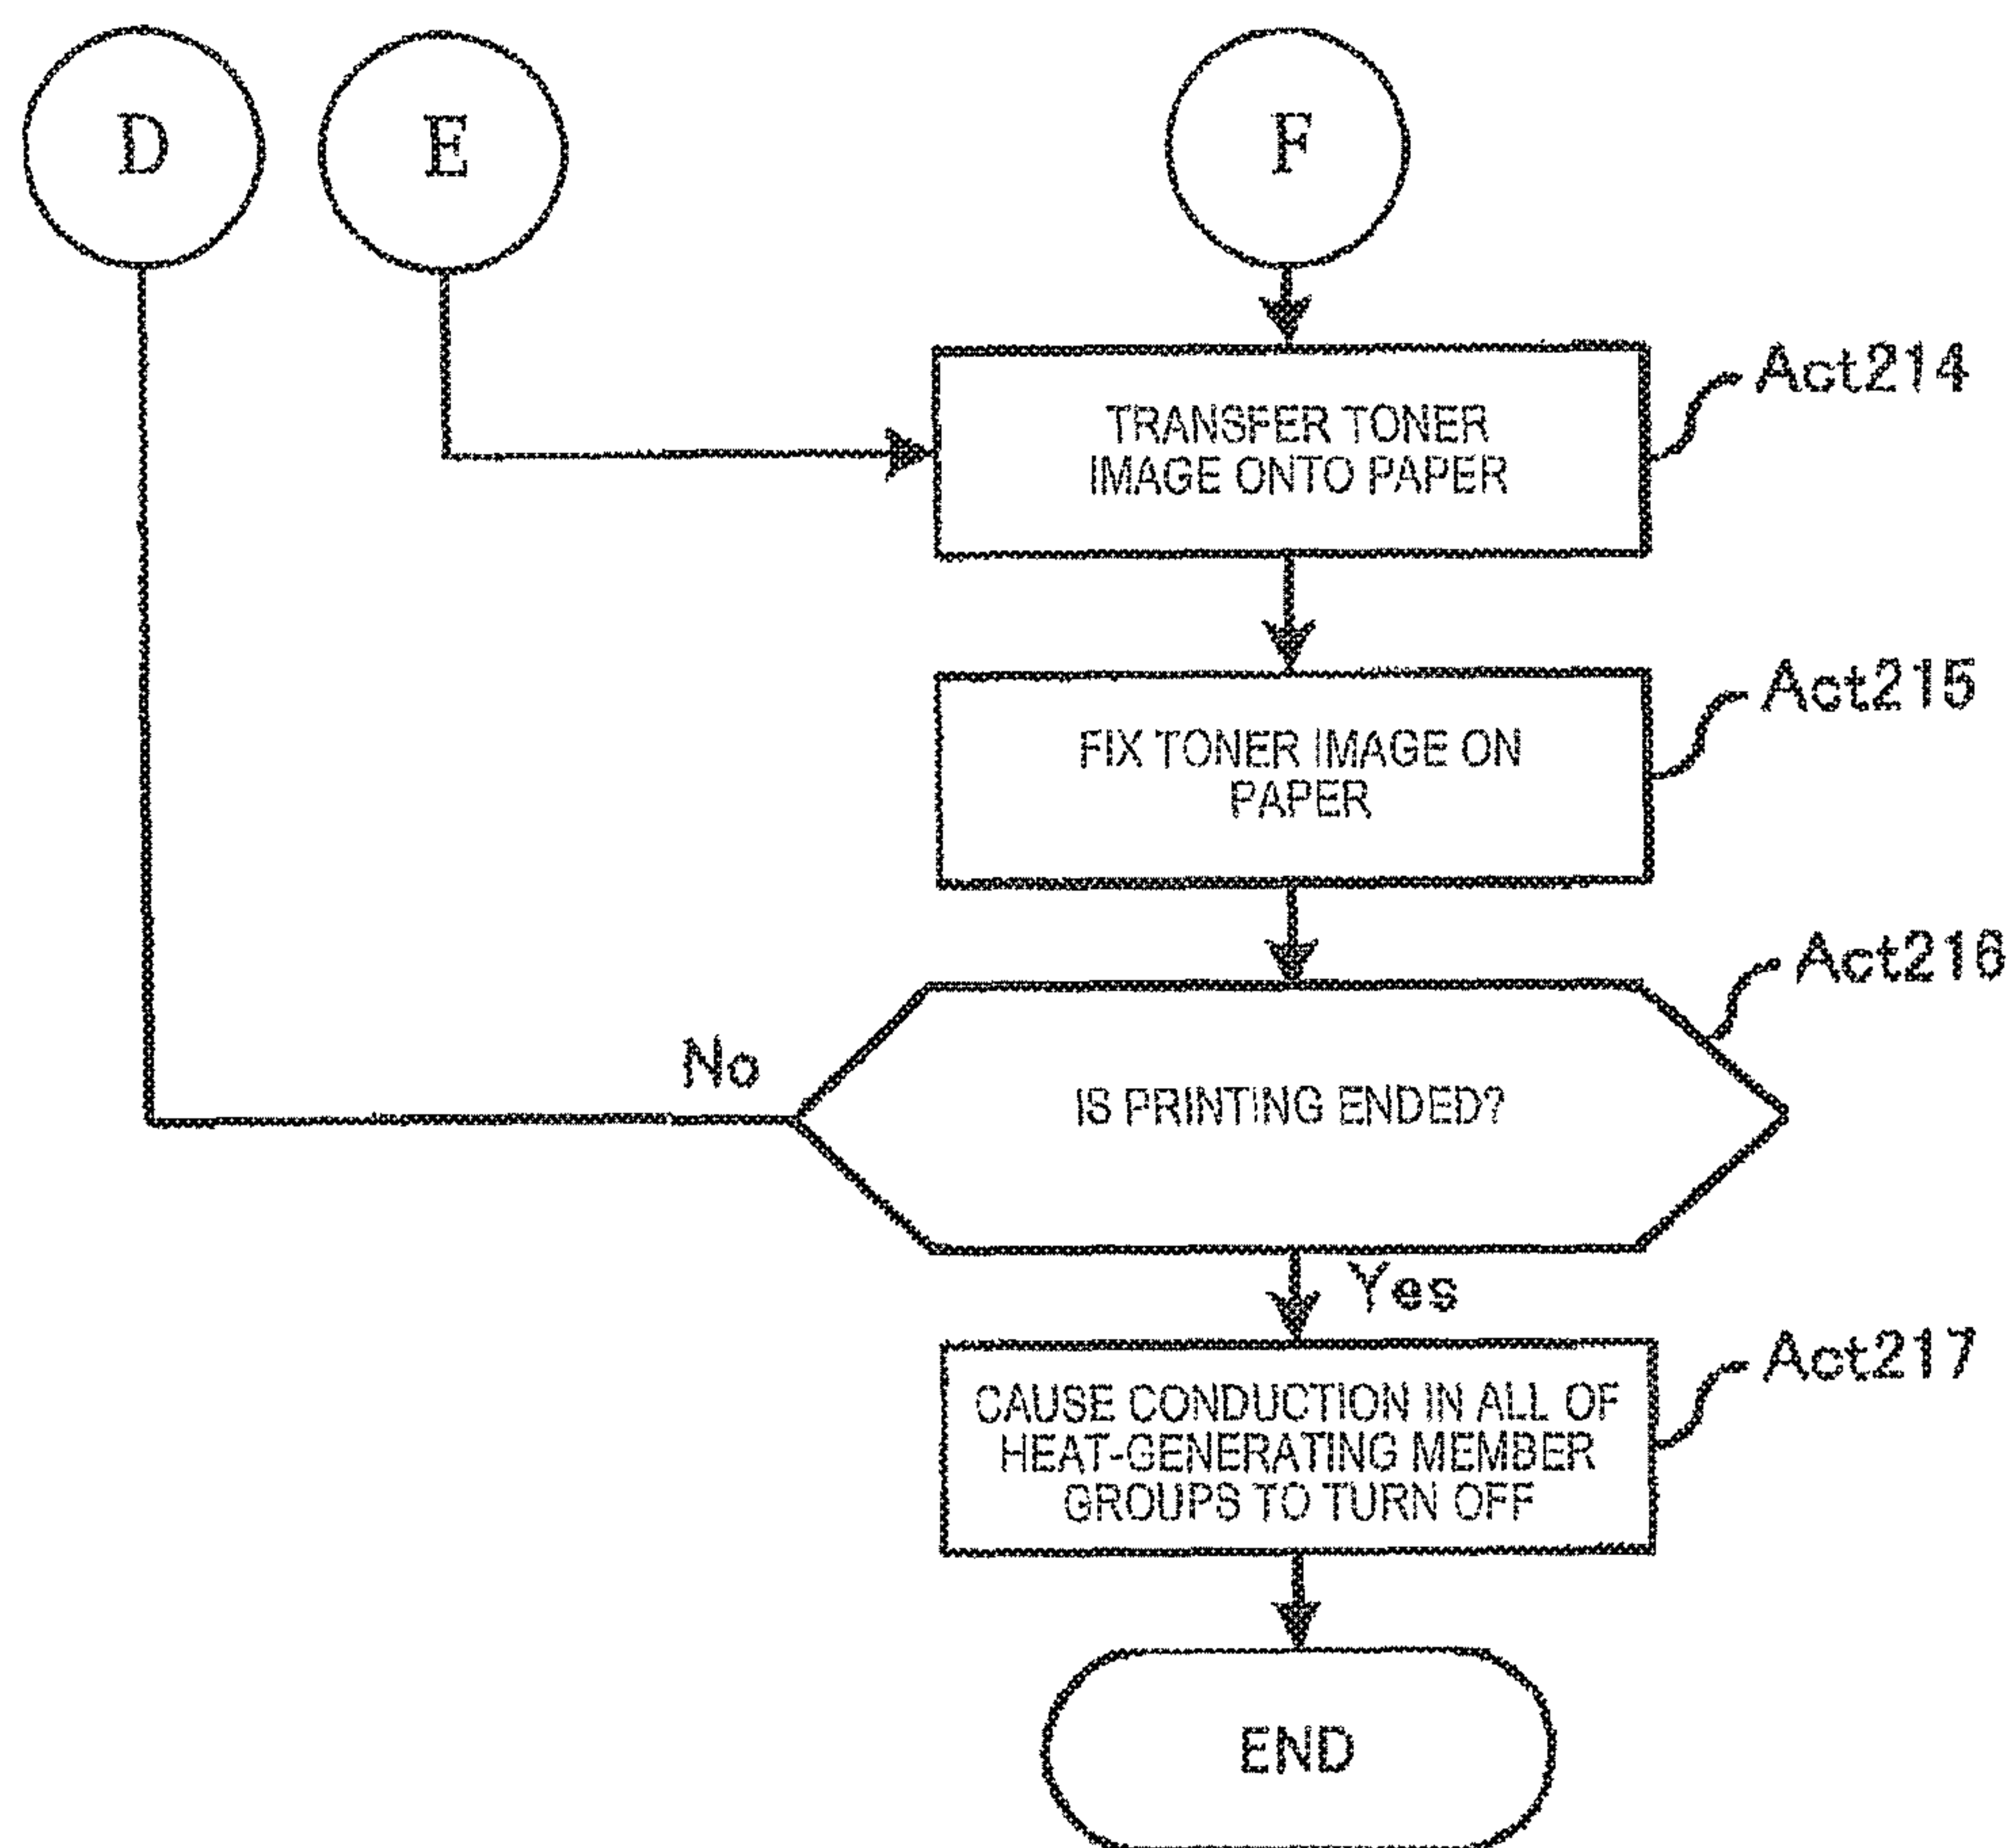 D
E
F
Act214
TRANSFER TONER
IMAGE ONTO PAPER
Act215
FIX TONER IMAGE ON
PAPER
Act216
No
IS PRINTING ENDED?
Yes
Act217
CAUSE CONDUCTION IN ALL OF
HEAT-GENERATING MEMBER
GROUPS TO TURN OFF
END